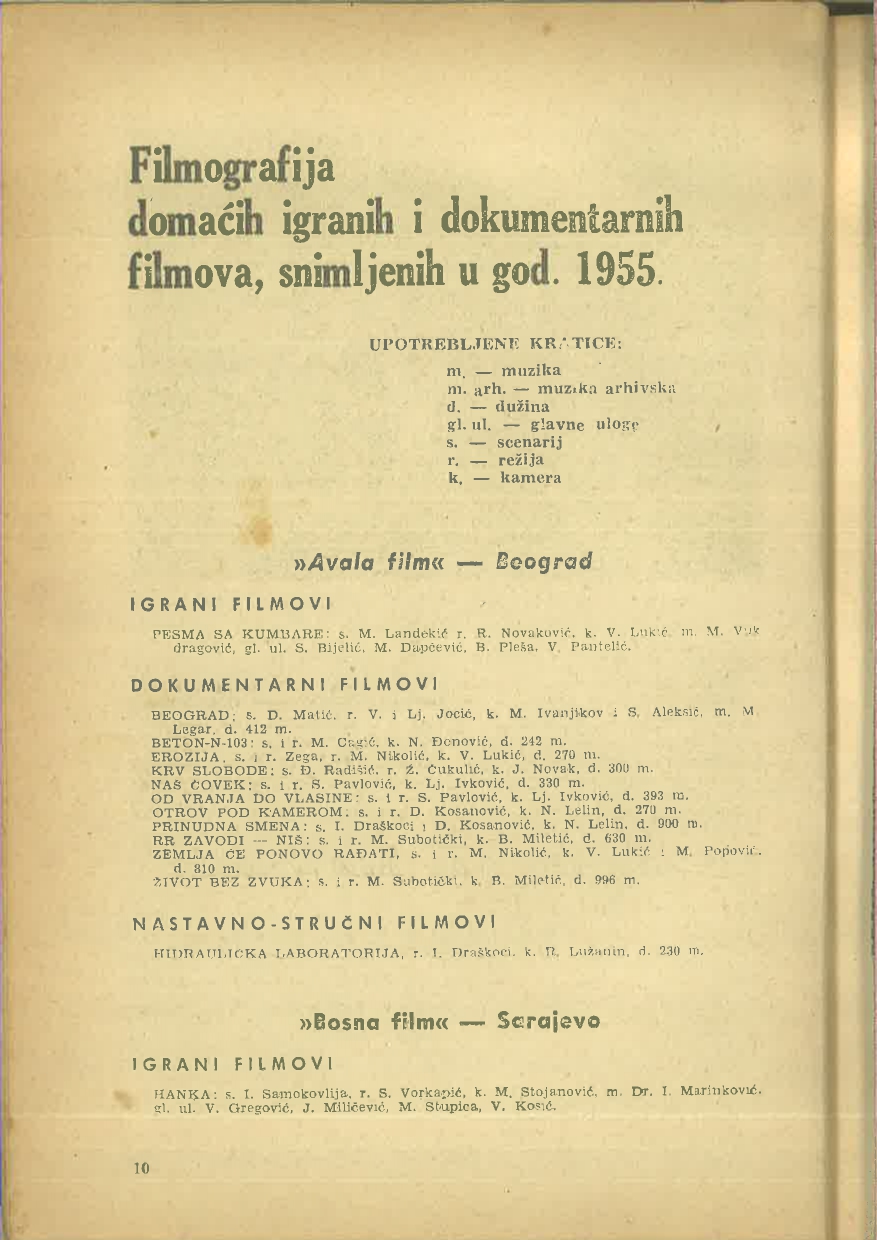 Filmografija
domaćih igranih i dokumentarnih
filmova, snimljenih u god. 1955.
UPOTREBLJENE KRATICE:
m. — muzika
m. arh. — muzika arhivska
d. — dužina
gl. ul. — glavne uloge
s. — scenarij
r. — režija
k. — kamera
»Avala film« — Beograd
IGRANI FILMOVI
PESMA SA KUMBARE: s. M. Landekić r. R. Novaković, k. V. Lukić, m. M. Vuk
dragović, gl. ul. S. Bijelić, M. Dapčević, B. Pleša, V. Pantelić.
DOKUMENTARNI FILMOVI
BEOGRAD; s. D. Matić, r. V. i Lj. Jocić, k. M. Ivanjikov i S. Aleksić, m. M
Legar, d. 412 m.
BETON-N-103: s. i r. M. Cagić, k. N. Đonović, d. 242 m.
EROZIJA, s. i r. Zega, r. M. Nikolić, k. V. Lukić, d. 270 m.
KRV SLOBODE: s. Đ. Radišić, r. Ž. Čukulić, k. J. Novak, d. 300 m.
NAŠ ČOVEK: s. i r. S. Pavlović, k. Lj. Ivković, d. 330 m.
OD VRANJA DO VLASINE: s. i r. S. Pavlović, k. Lj. Ivković, d. 393 m.
OTROV POD KAMEROM: s. i r. D. Kosanović, k. N. Lelin, d. 270 m.
PRINUDNA SMENA: s. I. Draškoci i D. Kosanović, k. N. Lelin, d. 900 m.
RR ZAVODI — NIŠ: s. i r. M. Subotički, k. B. Miletić, d. 630 m.
ZEMLJA ĆE PONOVO RAĐATI, s. i r. M. Nikolić, k. V. Lukić i M. Popović,
d. 810 m.
ŽIVOT BEZ ZVUKA: s. i r. M. Subotički, k. B. Miletić, d. 996 m.
NASTAVNO-STRUČNI FILMOVI
HIDRAULIČKA LABORATORIJA, r. I. Draškoci, k. R. Lužanin, d. 230 m.
»Bosna film« — Sarajevo
IGRANI FILMOVI
HANKA: s. I. Samokovlija, r. S. Vorkapić, k. M. Stojanović, m. Dr. I. Marinković,
gl. ul. V. Gregović, J. Miličević, M. Stupica, V. Kosić.
10